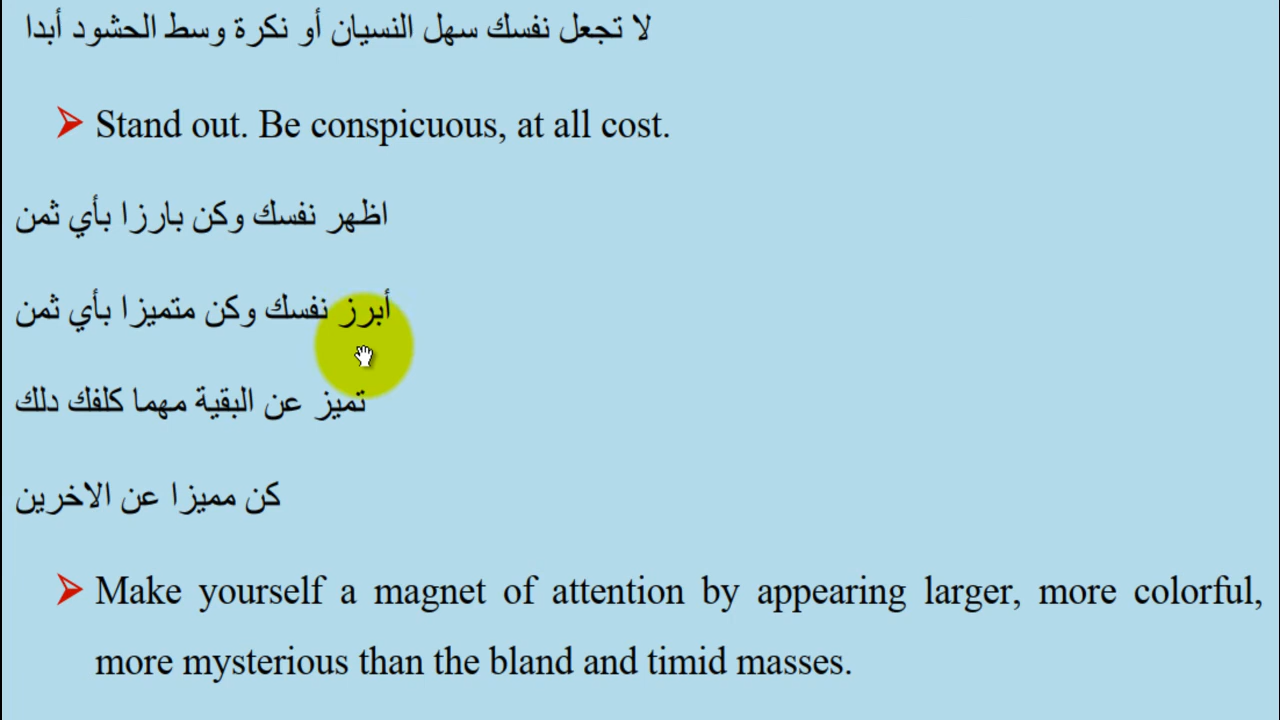 لا تجعل نفسك سهل النسيان أو نكرة وسط الحشود أبدا
Stand out. Be conspicuous, at all cost.
اظهر نفسك وكن بارزا بأي ثمن
أبرز نفسك وكن متميزا بأي ثمن
تميز عن البقية مهما كلفك دلك
كن مميزا عن الاخرين
Make yourself a magnet of attention by appearing larger, more colorful,
more mysterious than the bland and timid masses.